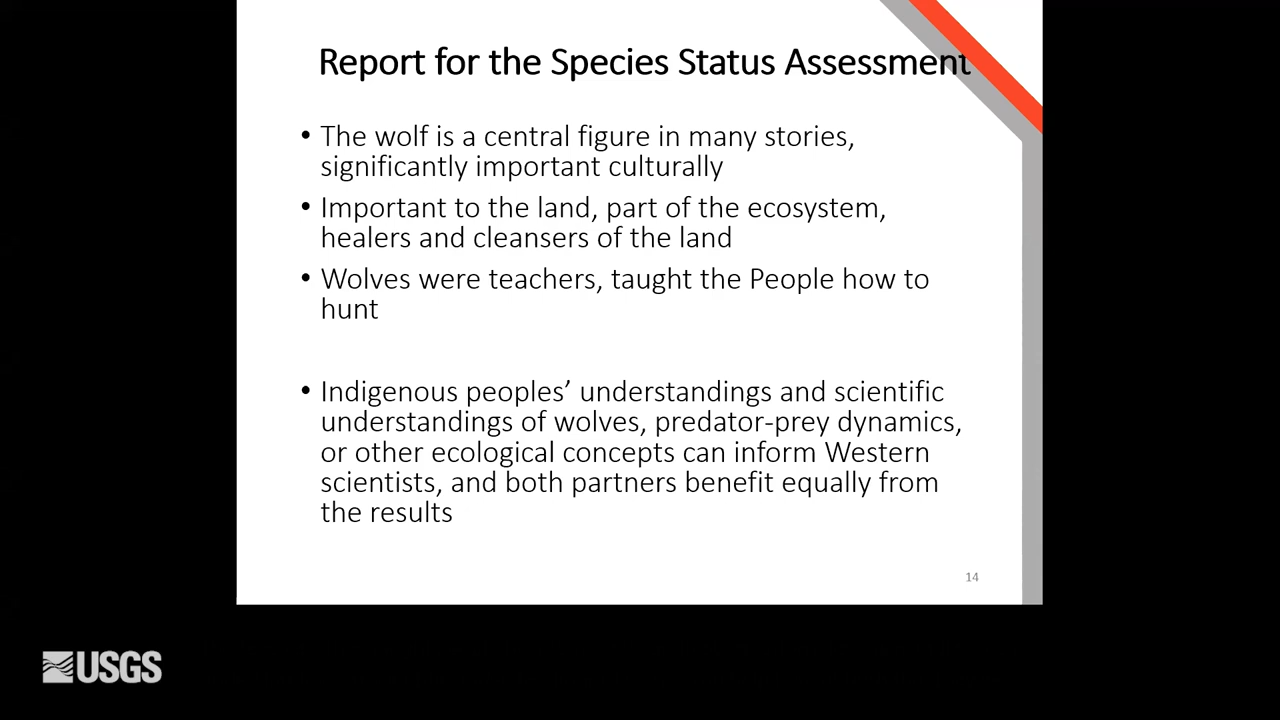 Report for the Species Status Assessment
• The wolf is a central figure in many stories,
significantly important culturally
• Important to the land, part of the ecosystem,
healers and cleansers of the land
• Wolves were teachers, taught the People how to
hunt
• Indigenous peoples’ understandings and scientific
understandings of wolves, predator-prey dynamics,
or other ecological concepts can inform Western
scientists, and both partners benefit equally from
the results
14
USGS